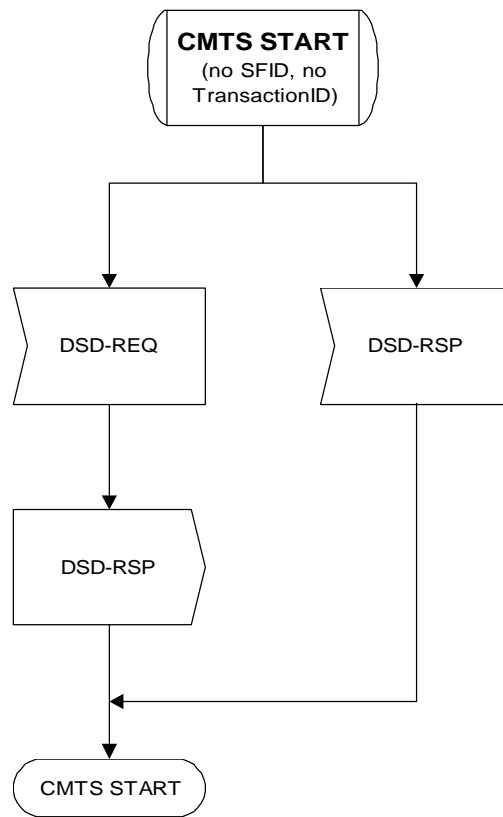 CMTS START
(no SFID, no
TransactionID)
DSD-REQ
DSD-RSP
DSD-RSP
CMTS START